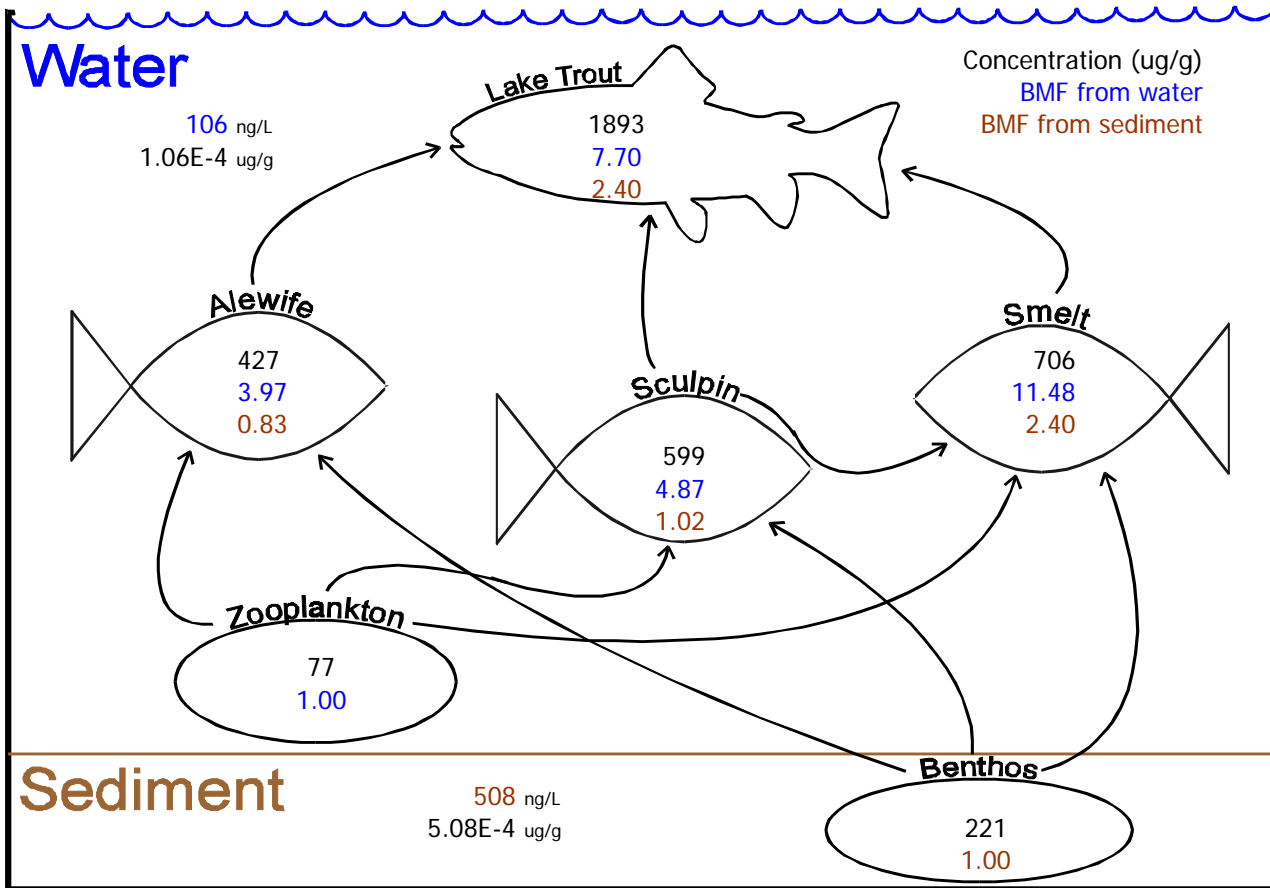 Water
Concentration (ug/g)
BMF from water
BMF from sediment
106 ng/L
1.06E-4 ug/g
Lake Trout
1893
7.70
2.40
Alewife
427
3.97
0.83
Sculpin
599
4.87
1.02
Smelt
706
11.48
2.40
Zooplankton
77
1.00
Sediment
508 ng/L
5.08E-4 ug/g
Benthos
221
1.00